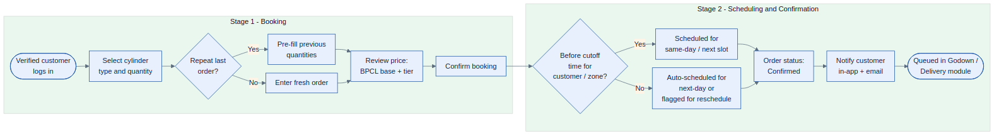 Stage 1 - Booking
Verified customer
logs in
Select cylinder
type and quantity
Repeat last
order?
Yes
No
Pre-fill previous
quantities
Enter fresh order
Review price:
BPCL base + tier
Confirm booking
Stage 2 - Scheduling and Confirmation
Before cutoff
time for
customer / zone?
Yes
No
Scheduled for
same-day / next slot
Auto-scheduled for
next-day or
flagged for reschedule
Order status:
Confirmed
Notify customer
in-app + email
Queued in Godown /
Delivery module